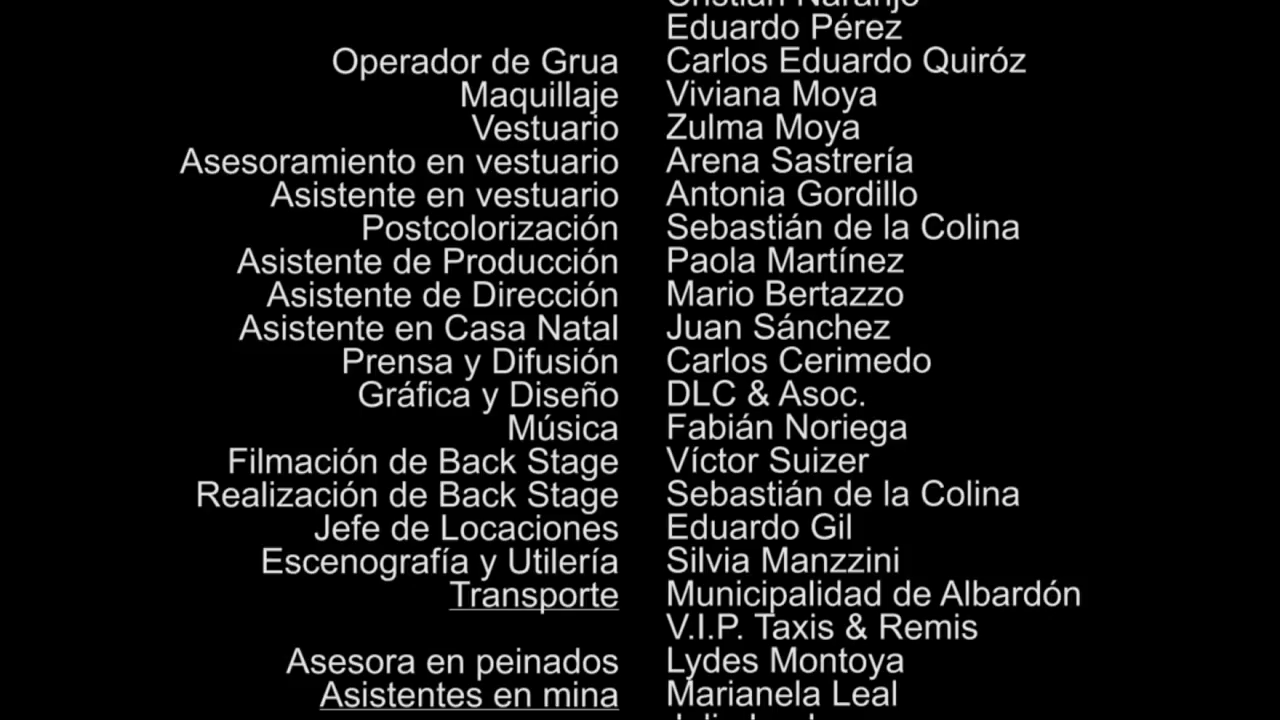 Cristian Naranjo
Eduardo Pérez
Operador de Grua Carlos Eduardo Quiróz
Maquillaje Viviana Moya
Vestuario Zulma Moya
Asesoramiento en vestuario Arena Sastrería
Asistente en vestuario Antonia Gordillo
Postcolorización Sebastián de la Colina
Asistente de Producción Paola Martínez
Asistente de Dirección Mario Bertazzo
Asistente en Casa Natal Juan Sánchez
Prensa y Difusión Carlos Cerimedo
Gráfica y Diseño DLC & Asoc.
Música Fabián Noriega
Filmación de Back Stage Víctor Suizer
Realización de Back Stage Sebastián de la Colina
Jefe de Locaciones Eduardo Gil
Escenografía y Utilería Silvia Manzzini
Transporte Municipalidad de Albardón
V.I.P. Taxis & Remis
Asesora en peinados Lydes Montoya
Asistentes en mina Marianela Leal